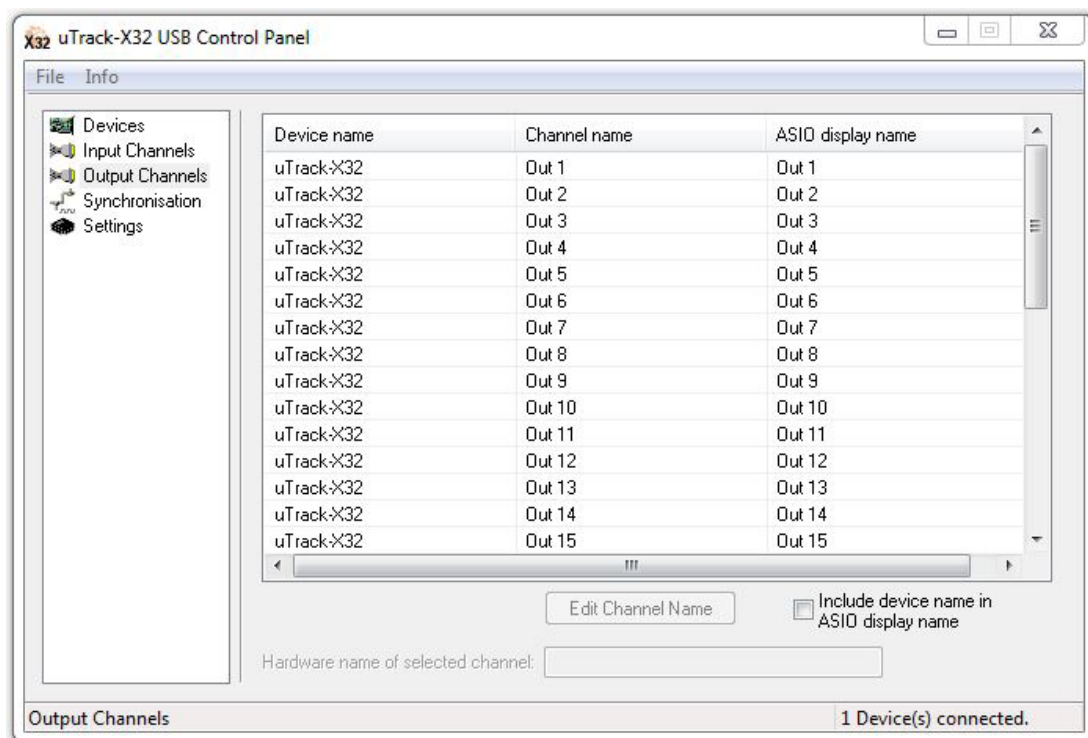 X32 uTrack-X32 USB Control Panel
File Info
Devices
Input Channels
Output Channels
Synchronisation
Settings
Device name Channel name ASIO display name
uTrack-X32 Out 1 Out 1
uTrack-X32 Out 2 Out 2
uTrack-X32 Out 3 Out 3
uTrack-X32 Out 4 Out 4
uTrack-X32 Out 5 Out 5
uTrack-X32 Out 6 Out 6
uTrack-X32 Out 7 Out 7
uTrack-X32 Out 8 Out 8
uTrack-X32 Out 9 Out 9
uTrack-X32 Out 10 Out 10
uTrack-X32 Out 11 Out 11
uTrack-X32 Out 12 Out 12
uTrack-X32 Out 13 Out 13
uTrack-X32 Out 14 Out 14
uTrack-X32 Out 15 Out 15
Edit Channel Name
Include device name in
ASIO display name
Hardware name of selected channel:
Output Channels 1 Device(s) connected.